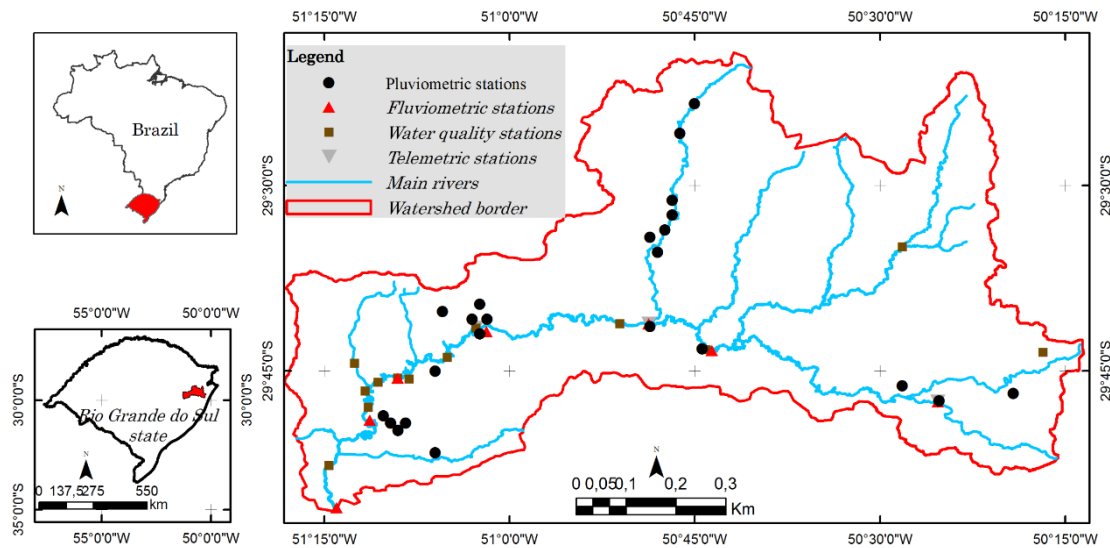 Brazil
N
55°0'0"W 50°0'0"W
30°0'0"S
35°0'0"S
30°0'0"S
35°0'0"S
Rio Grande do Sul
state
N
0 137,5 275 550
km
55°0'0"W 50°0'0"W
51°15'0"W 51°0'0"W 50°45'0"W 50°30'0"W 50°15'0"W
Legend
Pluviometric stations
Fluviometric stations
Water quality stations
Telemetric stations
Main rivers
Watershed border
29°30'0"S
29°45'0"S
29°30'0"S
29°45'0"S
N
0 0,05 0,1 0,2 0,3
Km
51°15'0"W 51°0'0"W 50°45'0"W 50°30'0"W 50°15'0"W